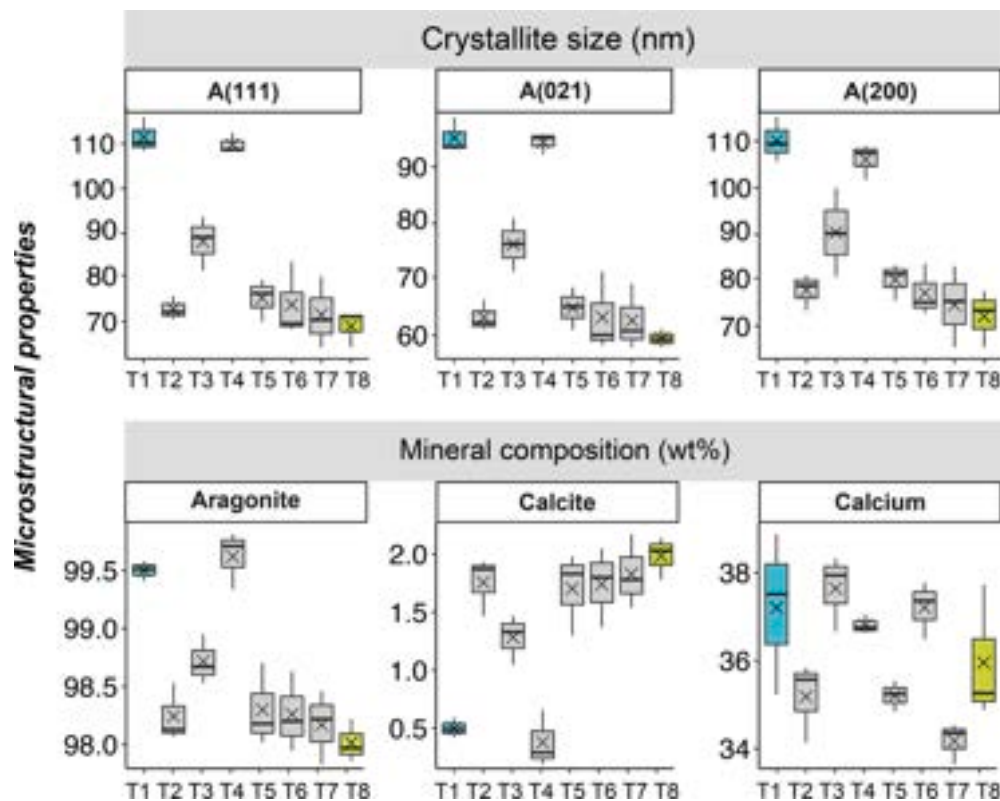 Crystallite size (nm)
A(111) A(021) A(200)
110
100
90
80
70
90
80
70
60
110
100
90
80
70
T1 T2 T3 T4 T5 T6 T7 T8
T1 T2 T3 T4 T5 T6 T7 T8
T1 T2 T3 T4 T5 T6 T7 T8
Microstructural properties
Mineral composition (wt%)
Aragonite Calcite Calcium
99.5
99.0
98.5
98.0
2.0
1.5
1.0
0.5
38
36
34
T1 T2 T3 T4 T5 T6 T7 T8
T1 T2 T3 T4 T5 T6 T7 T8
T1 T2 T3 T4 T5 T6 T7 T8